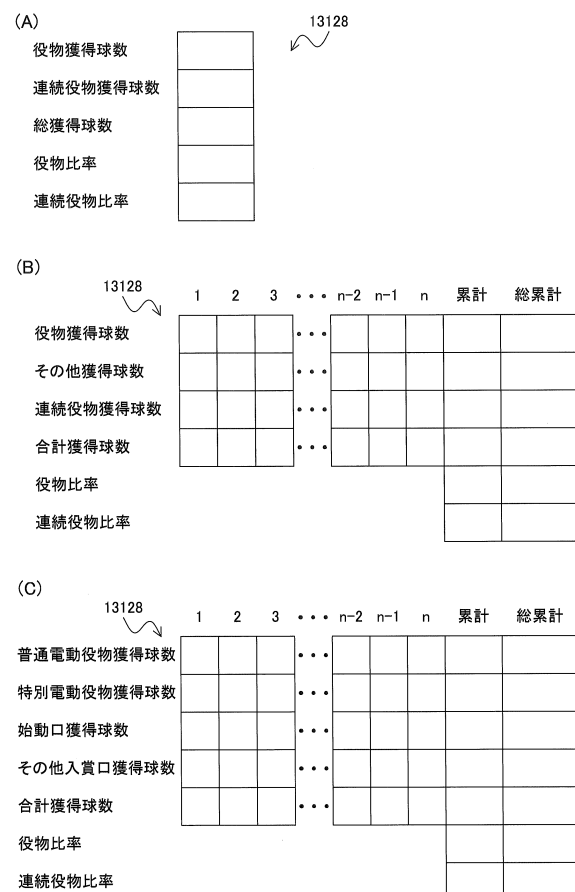 (A)
13128
役物獲得球数
連続役物獲得球数
総獲得球数
役物比率
連続役物比率
(B)
13128
1 2 3 ・・・ n-2 n-1 n 累計 総累計
役物獲得球数 ・・・
その他獲得球数 ・・・
連続役物獲得球数 ・・・
合計獲得球数 ・・・
役物比率
連続役物比率
(C)
13128
1 2 3 ・・・ n-2 n-1 n 累計 総累計
普通電動役物獲得球数 ・・・
特別電動役物獲得球数 ・・・
始動口獲得球数 ・・・
その他入賞口獲得球数 ・・・
合計獲得球数 ・・・
役物比率
連続役物比率